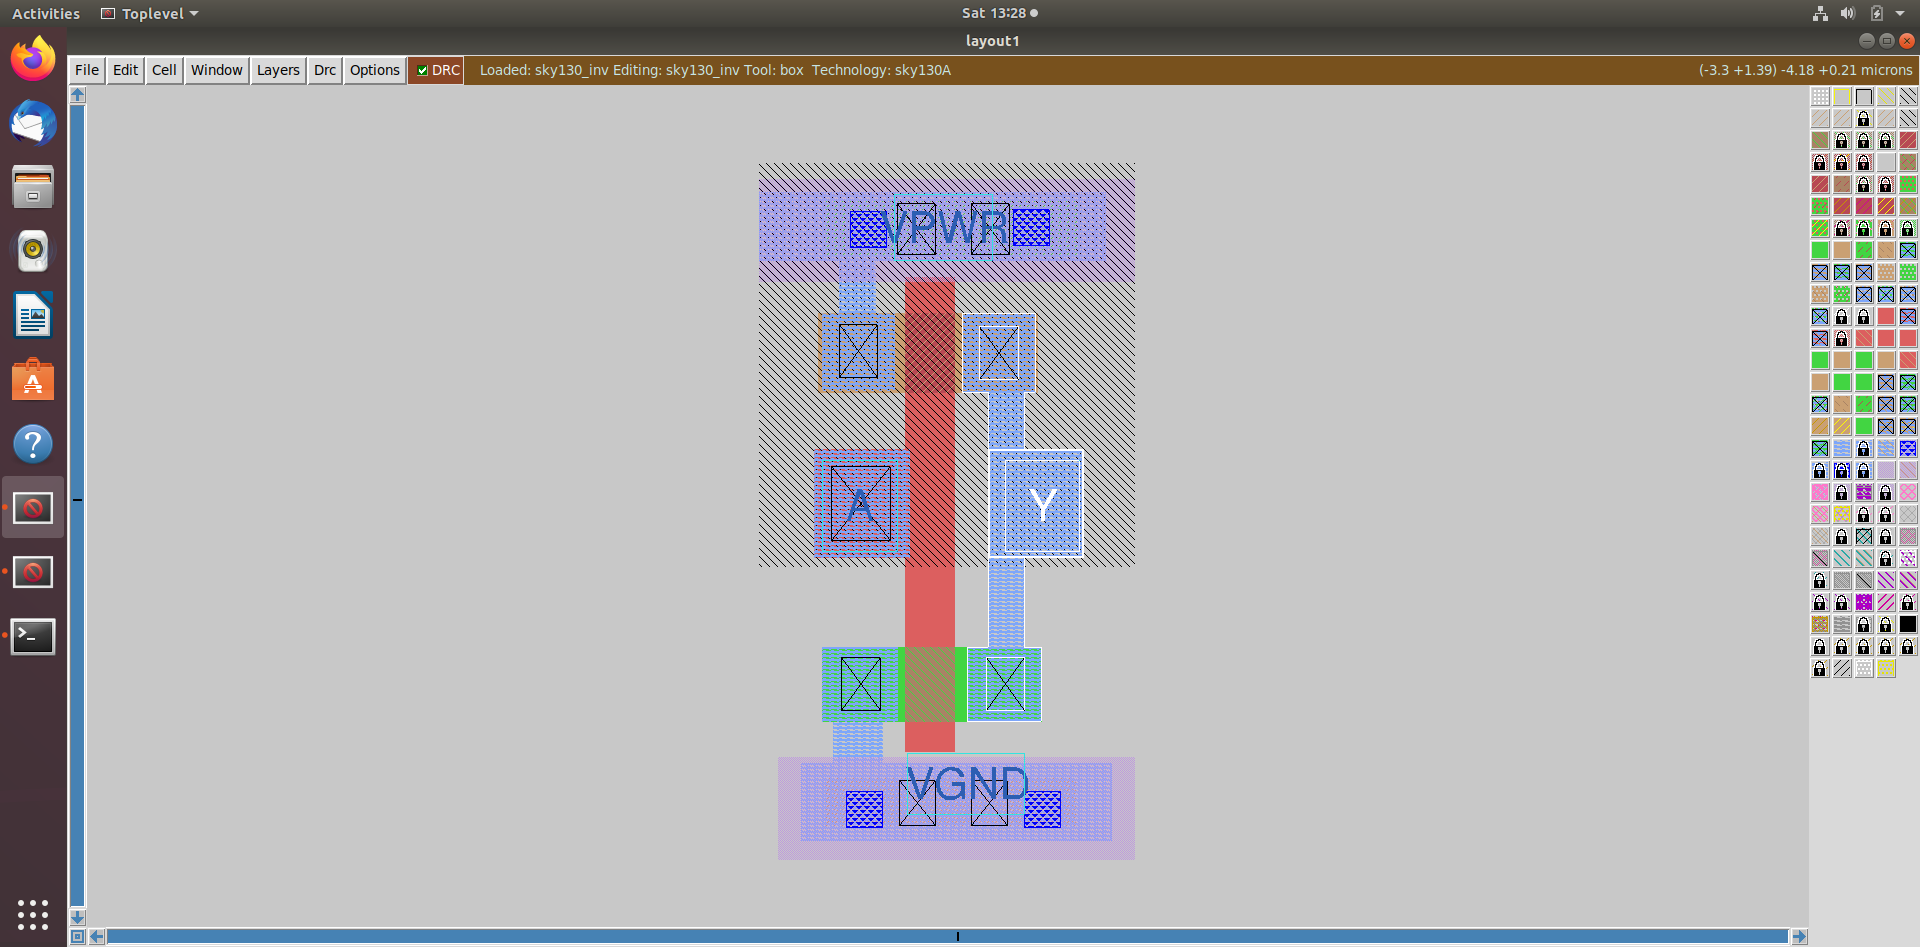 Activities Toplevel Sat 13:28
layout1
File Edit Cell Window Layers Drc Options DRC Loaded: sky130_inv Editing: sky130_inv Tool: box Technology: sky130A (-3.3 +1.39) -4.18 +0.21 microns
VPWR
A Y
VGND